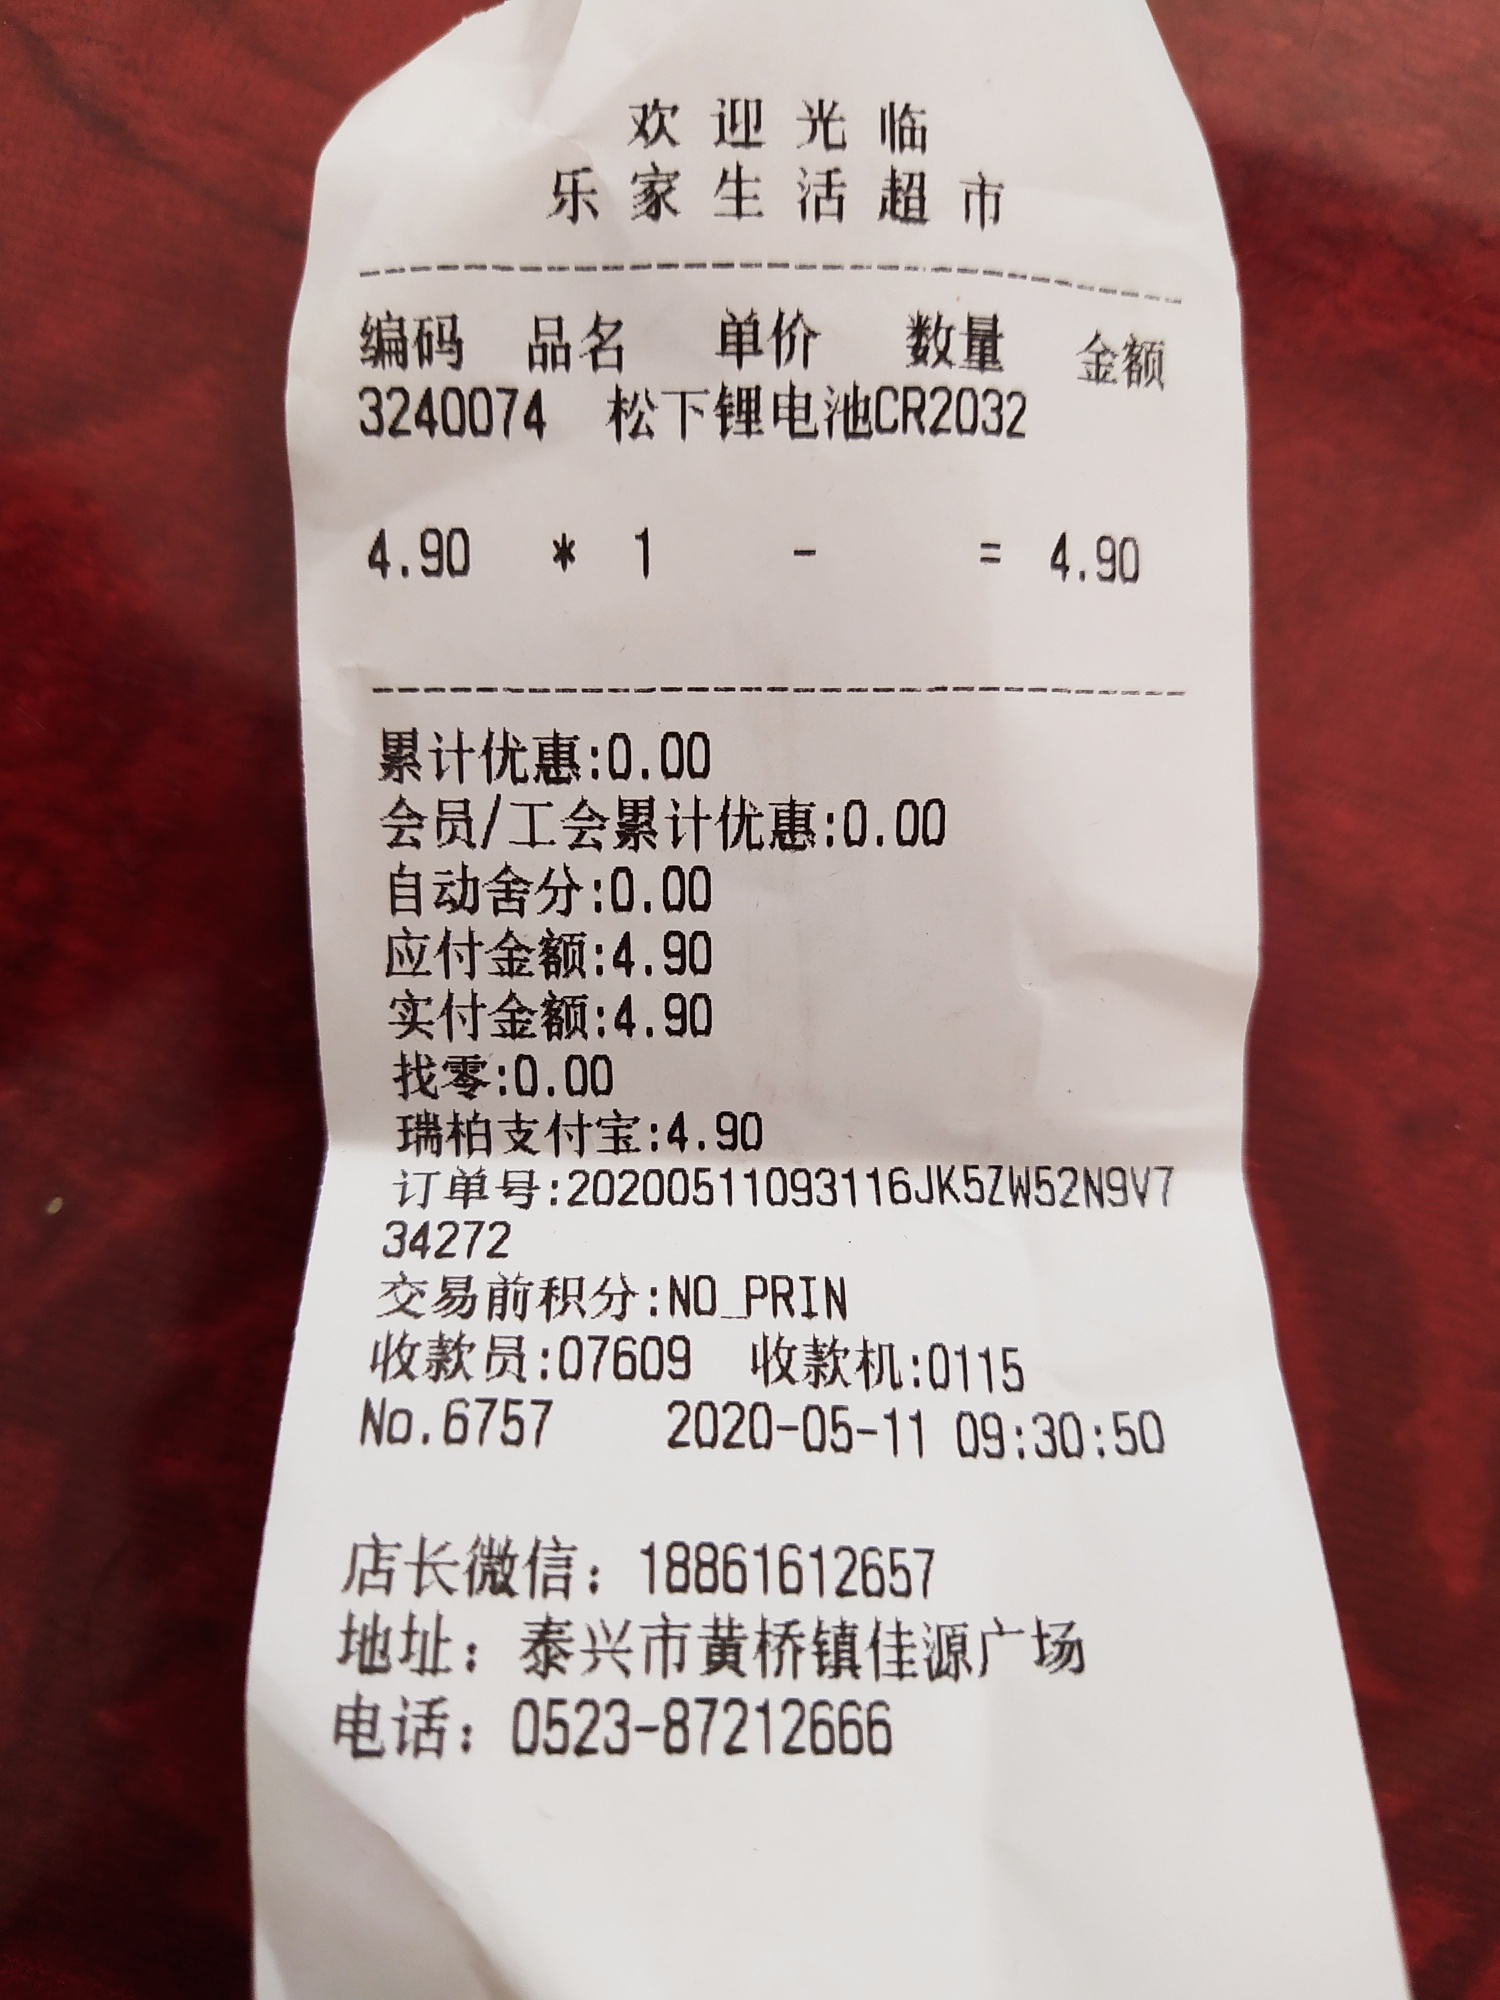 欢迎光临
乐家生活超市
编码 品名 单价 数量 金额
3240074 松下锂电池CR2032
4.90 * 1 - = 4.90
累计优惠:0.00
会员/工会累计优惠:0.00
自动舍分:0.00
应付金额:4.90
实付金额:4.90
找零:0.00
瑞柏支付宝:4.90
订单号:20200511093116JK5ZW52N9V7
34272
交易前积分:NO_PRIN
收款员:07609 收款机:0115
No.6757 2020-05-11 09:30:50
店长微信：18861612657
地址：泰兴市黄桥镇佳源广场
电话：0523-87212666